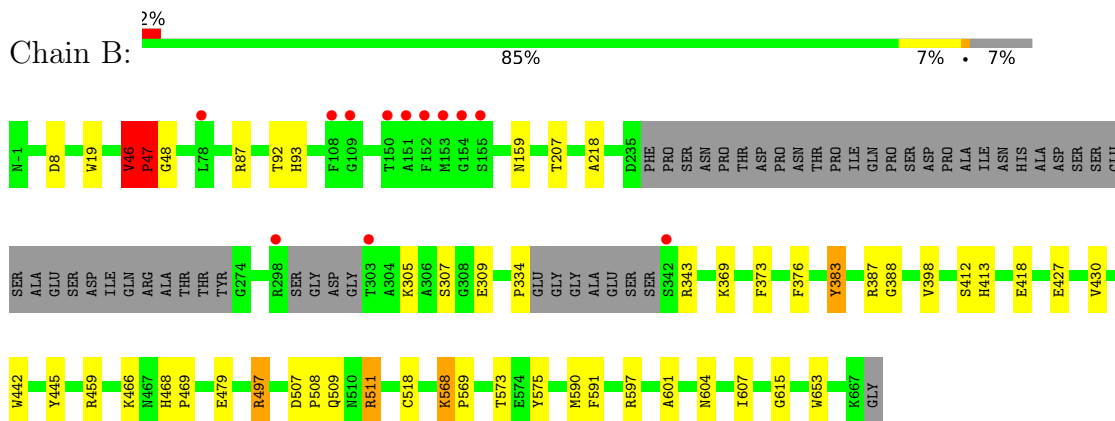 2%
Chain B:
85% 7% • 7%
N-1 D8 W19 V46 P47 G48 L78 R87 T92 H93 F108 G109 T150 A151 F152 M153 G154 S155 N159 T207 A218 D235 PHE PRO SER ASN PRO THR ASP PRO ASN THR PRO ILE GLN PRO SER ASP PRO ALA ILE ASN HIS ALA ASP SER SER GLU
SER ALA GLU SER ASP ILE GLN ARG ALA THR THR TYR G274 R298 SER GLY ASP GLY T303 A304 K305 A306 S307 G308 E309 P334 GLU GLY GLY ALA GLU SER SER S342 R343 K369 F373 F376 Y383 R387 G388 V398 S412 H413 E418 E427 V430
W442 Y445 R459 K466 N467 H468 P469 E479 R497 D507 P508 Q509 N510 R511 C518 K568 P569 T573 E574 Y575 M590 F591 R597 A601 N604 I607 G615 W653 K667 GLY